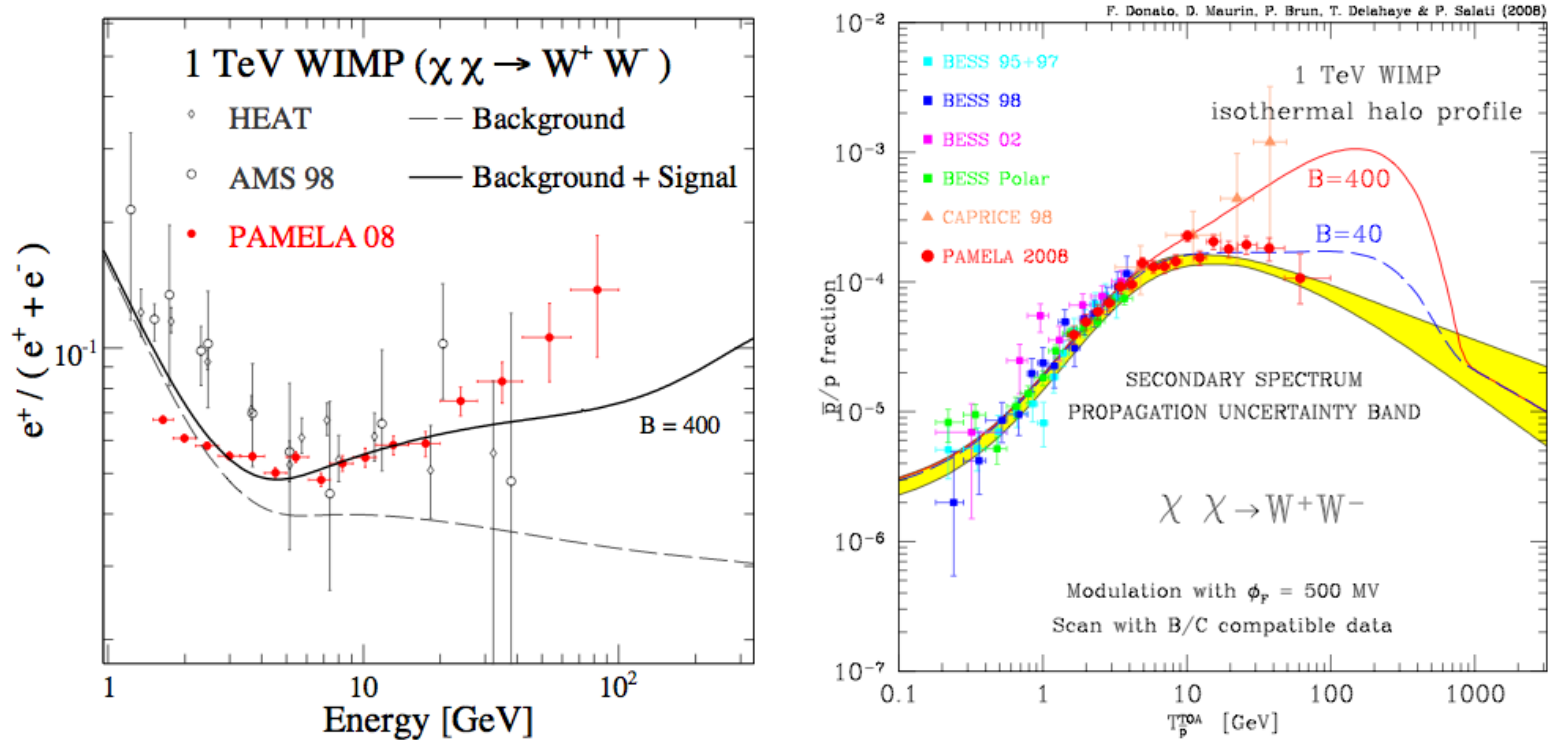 1 TeV WIMP (χ χ → W⁺ W⁻ )
HEAT
Background
AMS 98
Background + Signal
PAMELA 08
e⁺ / ( e⁺ + e⁻ )
10⁻¹
B = 400
1
10
10²
Energy [GeV]
F. Donato, D. Maurin, P. Brun, T. Delahaye & P. Salati (2008)
10⁻²
BESS 95+97
1 TeV WIMP
BESS 98
isothermal halo profile
10⁻³
BESS 02
BESS Polar
B=400
CAPRICE 98
B=40
PAMELA 2008
10⁻⁴
p̅/p fraction
SECONDARY SPECTRUM
10⁻⁵
PROPAGATION UNCERTAINTY BAND
χ χ → W⁺W⁻
10⁻⁶
Modulation with ϕ_F = 500 MV
Scan with B/C compatible data
10⁻⁷
0.1
1
10
100
1000
T_p̅^TOA [GeV]